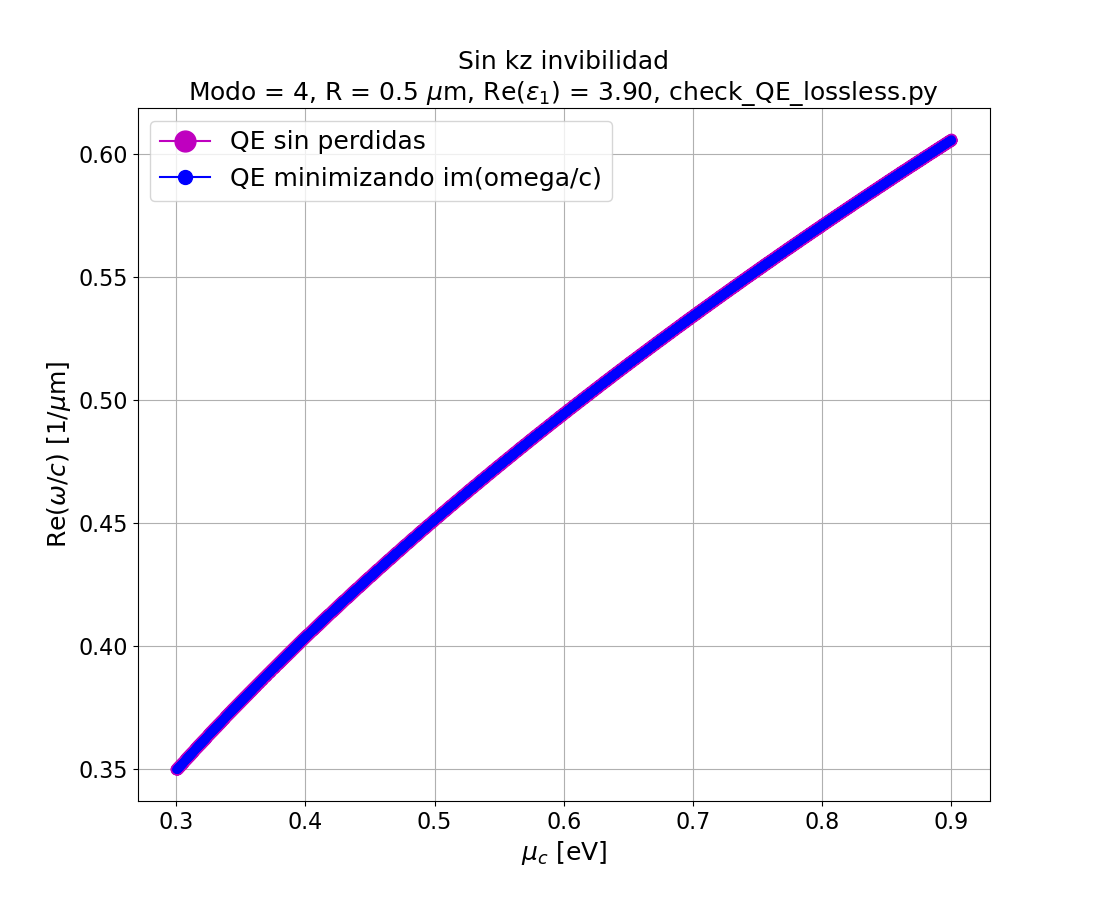 Sin kz invibilidad
Modo = 4, R = 0.5 μm, Re(ε₁) = 3.90, check_QE_lossless.py
QE sin perdidas
QE minimizando im(omega/c)
0.60
0.55
0.50
0.45
0.40
0.35
Re(ω/c) [1/μm]
0.3 0.4 0.5 0.6 0.7 0.8 0.9
μ_c [eV]